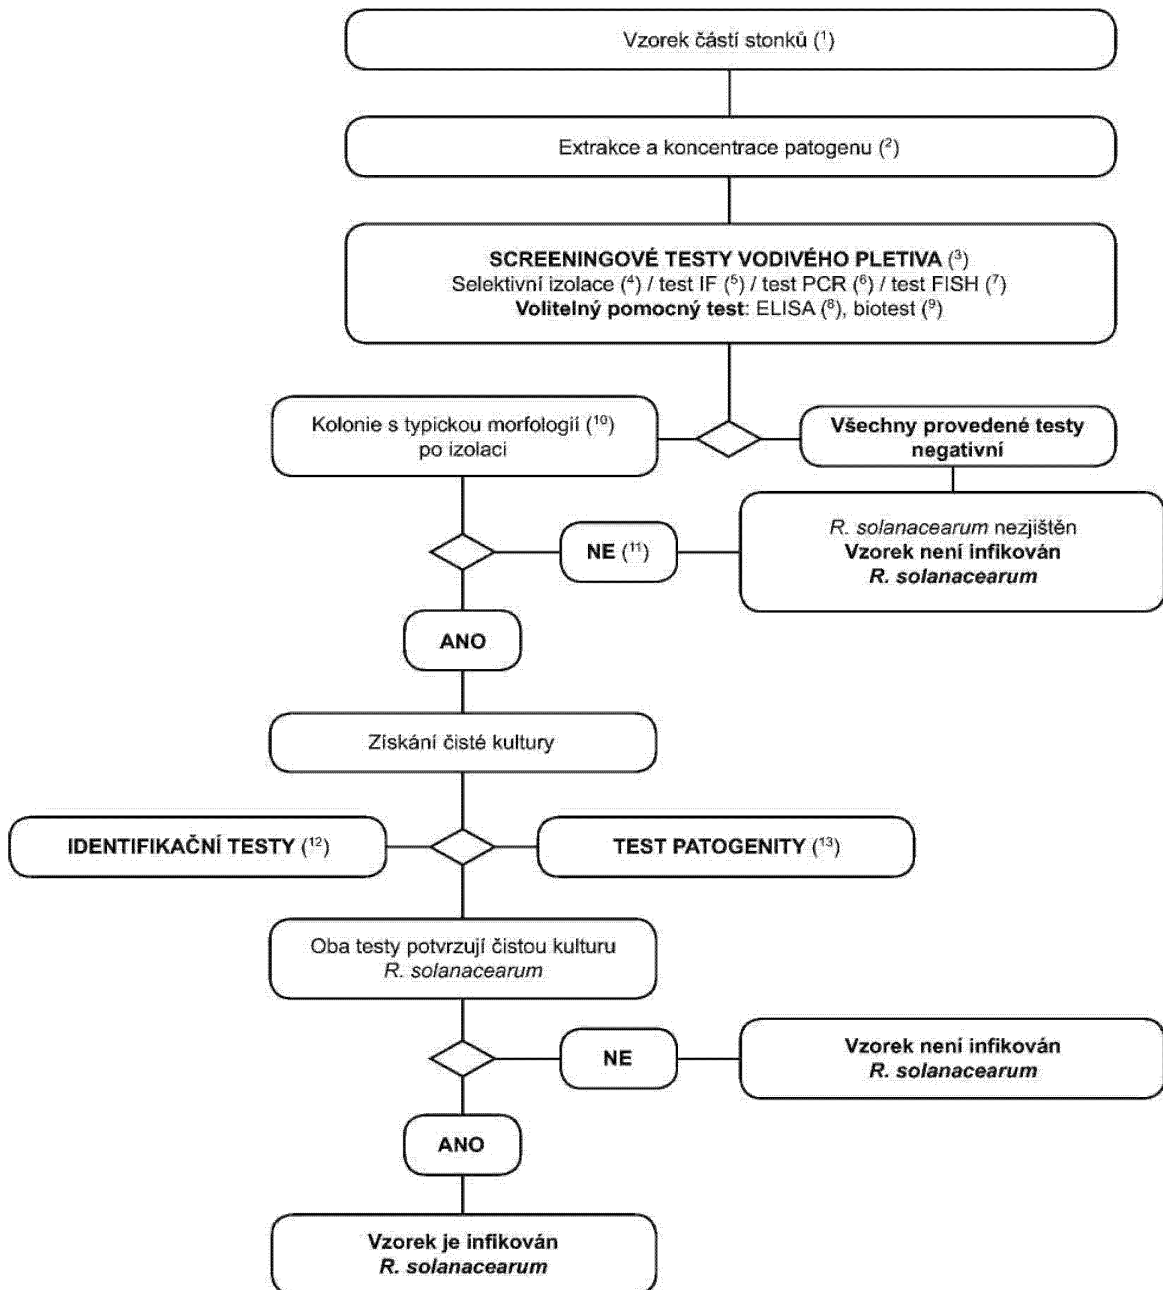 Vzorek částí stonků (¹)
Extrakce a koncentrace patogenu (²)
SCREENINGOVÉ TESTY VODIVÉHO PLETIVA (³)
Selektivní izolace (⁴) / test IF (⁵) / test PCR (⁶) / test FISH (⁷)
Volitelný pomocný test: ELISA (⁸), biotest (⁹)
Kolonie s typickou morfologií (¹⁰)
po izolaci
Všechny provedené testy
negativní
NE (¹¹)
R. solanacearum nezjištěn
Vzorek není infikován
R. solanacearum
ANO
Získání čisté kultury
IDENTIFIKAČNÍ TESTY (¹²)
TEST PATOGENITY (¹³)
Oba testy potvrzují čistou kulturu
R. solanacearum
NE
Vzorek není infikován
R. solanacearum
ANO
Vzorek je infikován
R. solanacearum